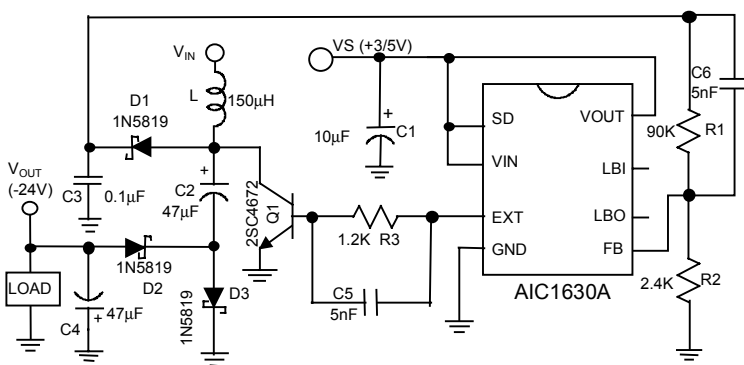 VIN
VS (+3/5V)
C6
5nF
L
150μH
D1
1N5819
+
10μF
C1
SD
VIN
EXT
GND
VOUT
LBI
LBO
FB
AIC1630A
90K
R1
VOUT
(-24V)
C3
0.1μF
+
C2
47μF
2SC4672
Q1
1.2K R3
1N5819
D2
LOAD
C4
+
47μF
1N5819
D3
C5
5nF
2.4K
R2